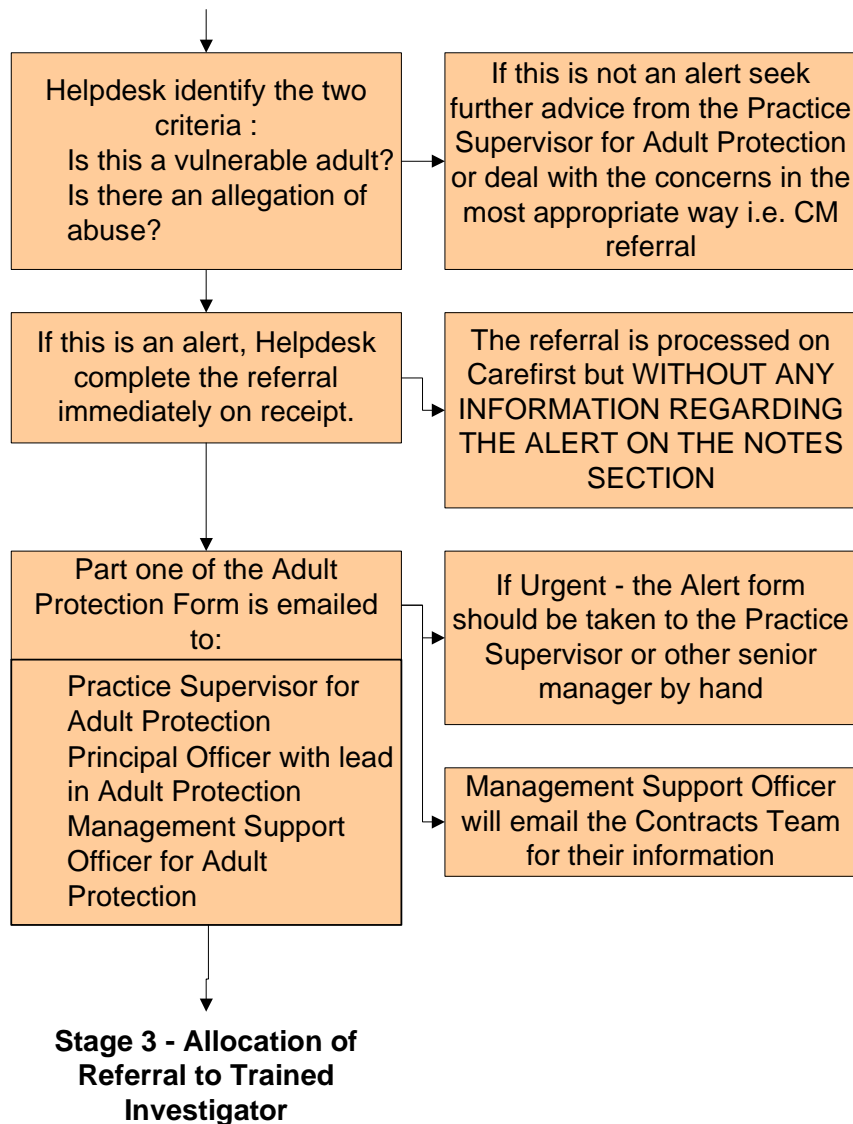 Helpdesk identify the two
criteria :
Is this a vulnerable adult?
Is there an allegation of
abuse?
If this is not an alert seek
further advice from the Practice
Supervisor for Adult Protection
or deal with the concerns in the
most appropriate way i.e. CM
referral
If this is an alert, Helpdesk
complete the referral
immediately on receipt.
The referral is processed on
Carefirst but WITHOUT ANY
INFORMATION REGARDING
THE ALERT ON THE NOTES
SECTION
Part one of the Adult
Protection Form is emailed
to:
Practice Supervisor for
Adult Protection
Principal Officer with lead
in Adult Protection
Management Support
Officer for Adult
Protection
If Urgent - the Alert form
should be taken to the Practice
Supervisor or other senior
manager by hand
Management Support Officer
will email the Contracts Team
for their information
Stage 3 - Allocation of
Referral to Trained
Investigator